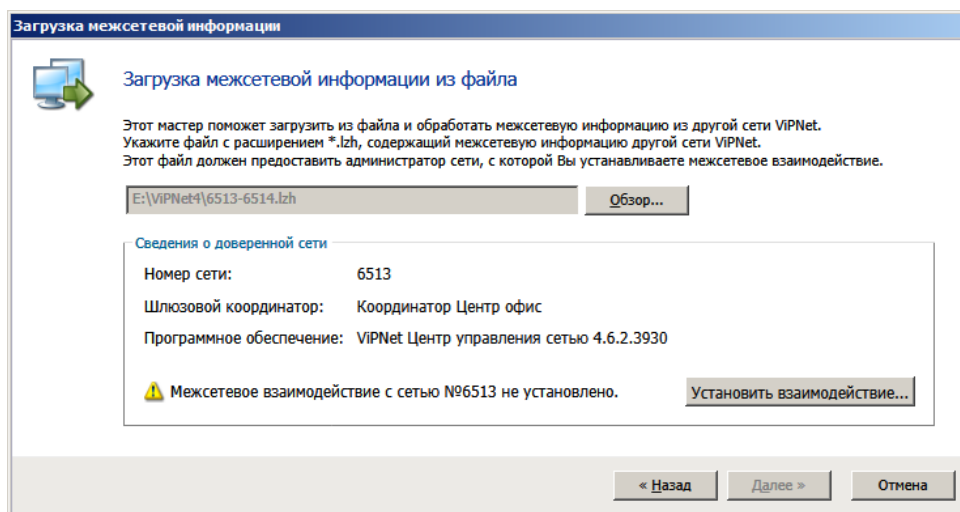 Загрузка межсетевой информации
Загрузка межсетевой информации из файла
Этот мастер поможет загрузить из файла и обработать межсетевую информацию из другой сети ViPNet.
Укажите файл с расширением *.lzh, содержащий межсетевую информацию другой сети ViPNet.
Этот файл должен предоставить администратор сети, с которой Вы устанавливаете межсетевое взаимодействие.
E:\ViPNet4\6513-6514.lzh Обзор...
Сведения о доверенной сети
Номер сети: 6513
Шлюзовой координатор: Координатор Центр офис
Программное обеспечение: ViPNet Центр управления сетью 4.6.2.3930
Межсетевое взаимодействие с сетью №6513 не установлено. Установить взаимодействие...
« Назад Далее » Отмена